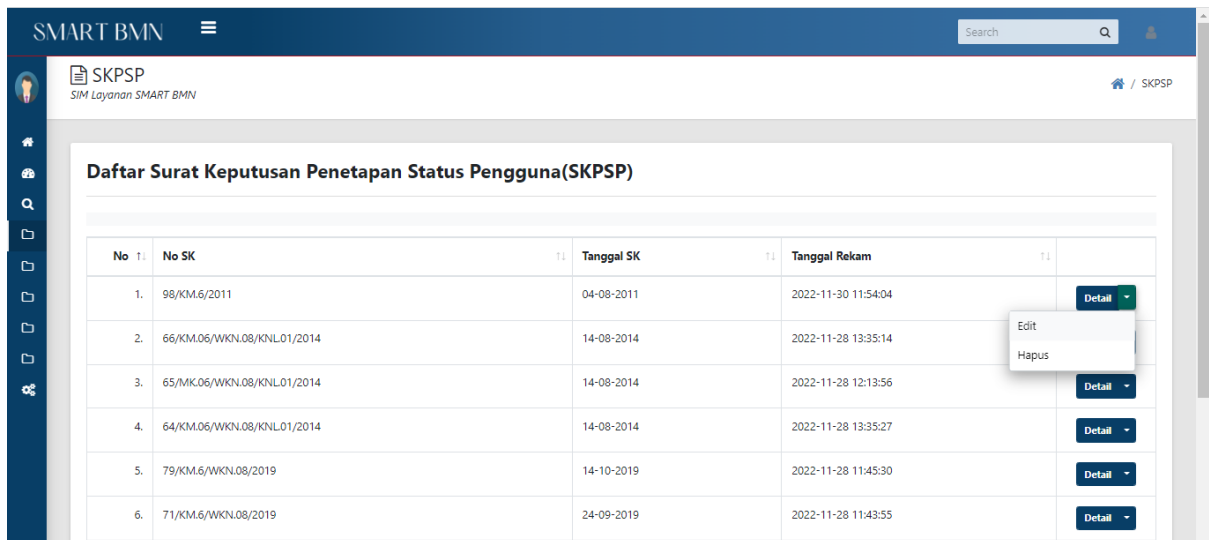 SMART BMN
Search
SKPSP
SIM Layanan SMART BMN
/ SKPSP
Daftar Surat Keputusan Penetapan Status Pengguna(SKPSP)
No No SK Tanggal SK Tanggal Rekam
1. 98/KM.6/2011 04-08-2011 2022-11-30 11:54:04 Detail
Edit
Hapus
2. 66/KM.06/WKN.08/KNL.01/2014 14-08-2014 2022-11-28 13:35:14
3. 65/MK.06/WKN.08/KNL.01/2014 14-08-2014 2022-11-28 12:13:56 Detail
4. 64/KM.06/WKN.08/KNL.01/2014 14-08-2014 2022-11-28 13:35:27 Detail
5. 79/KM.6/WKN.08/2019 14-10-2019 2022-11-28 11:45:30 Detail
6. 71/KM.6/WKN.08/2019 24-09-2019 2022-11-28 11:43:55 Detail